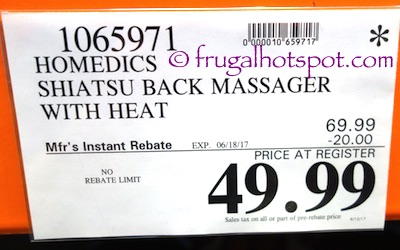 1065971
0000010659717
*
© frugalhotspot.com
HOMEDICS
SHIATSU BACK MASSAGER
WITH HEAT
69.99
-20.00
Mfr's Instant Rebate EXP. 06/18/17
PRICE AT REGISTER
NO
REBATE LIMIT
49.99
Sales tax on all or part of pre-rebate price